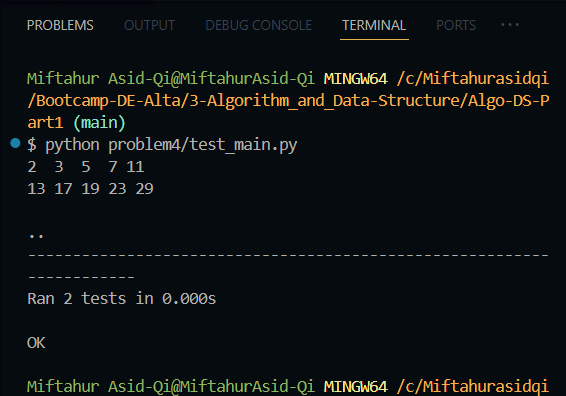 PROBLEMS OUTPUT DEBUG CONSOLE TERMINAL PORTS ...
Miftahur Asid-Qi@MiftahurAsid-Qi MINGW64 /c/Miftahurasidqi
/Bootcamp-DE-Alta/3-Algorithm_and_Data-Structure/Algo-DS-P
art1 (main)
$ python problem4/test_main.py
2  3  5  7 11
13 17 19 23 29
..
----------------------------------------------------------
------------
Ran 2 tests in 0.000s
OK
Miftahur Asid-Qi@MiftahurAsid-Qi MINGW64 /c/Miftahurasidqi